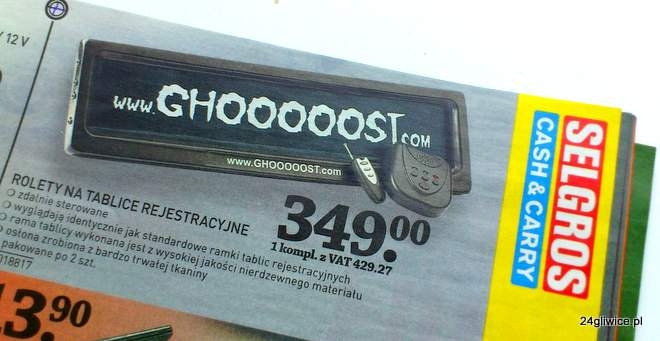 / 12 V
www.GHOOOOOST.com
www.GHOOOOOST.com
ROLETY NA TABLICE REJESTRACYJNE
zdalnie sterowane
wyglądają identycznie jak standardowe ramki tablic rejestracyjnych
rama tablicy wykonana jest z wysokiej jakości nierdzewnego materiału
osłona zrobiona z bardzo trwałej tkaniny
pakowane po 2 szt.
018817
349.00
1 kompl. z VAT 429.27
SELGROS
CASH & CARRY
3.90
24gliwice.pl